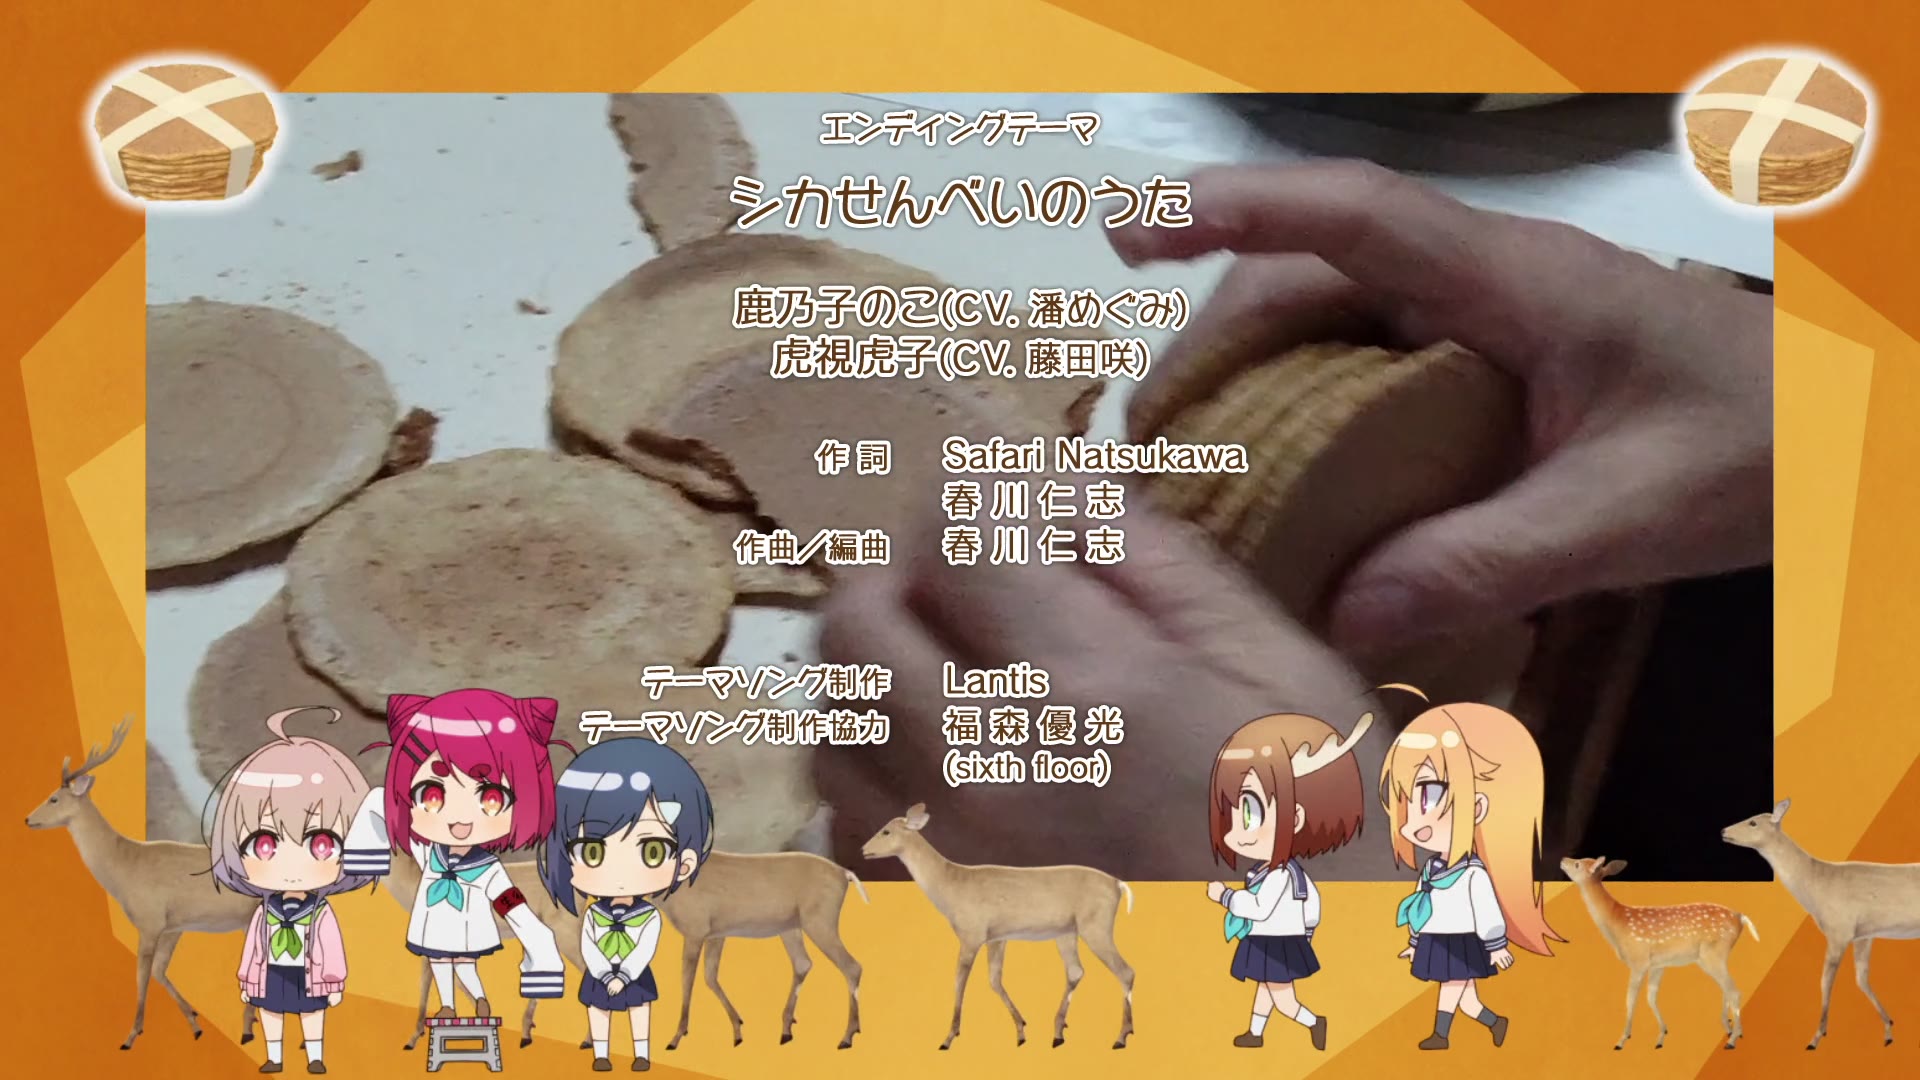 エンディングテーマ
シカせんべいのうた
鹿乃子のこ(CV. 潘めぐみ)
虎視虎子(CV. 藤田咲)
作詞 Safari Natsukawa
春川仁志
作曲／編曲 春川仁志
テーマソング制作 Lantis
テーマソング制作協力 福森優光
(sixth floor)